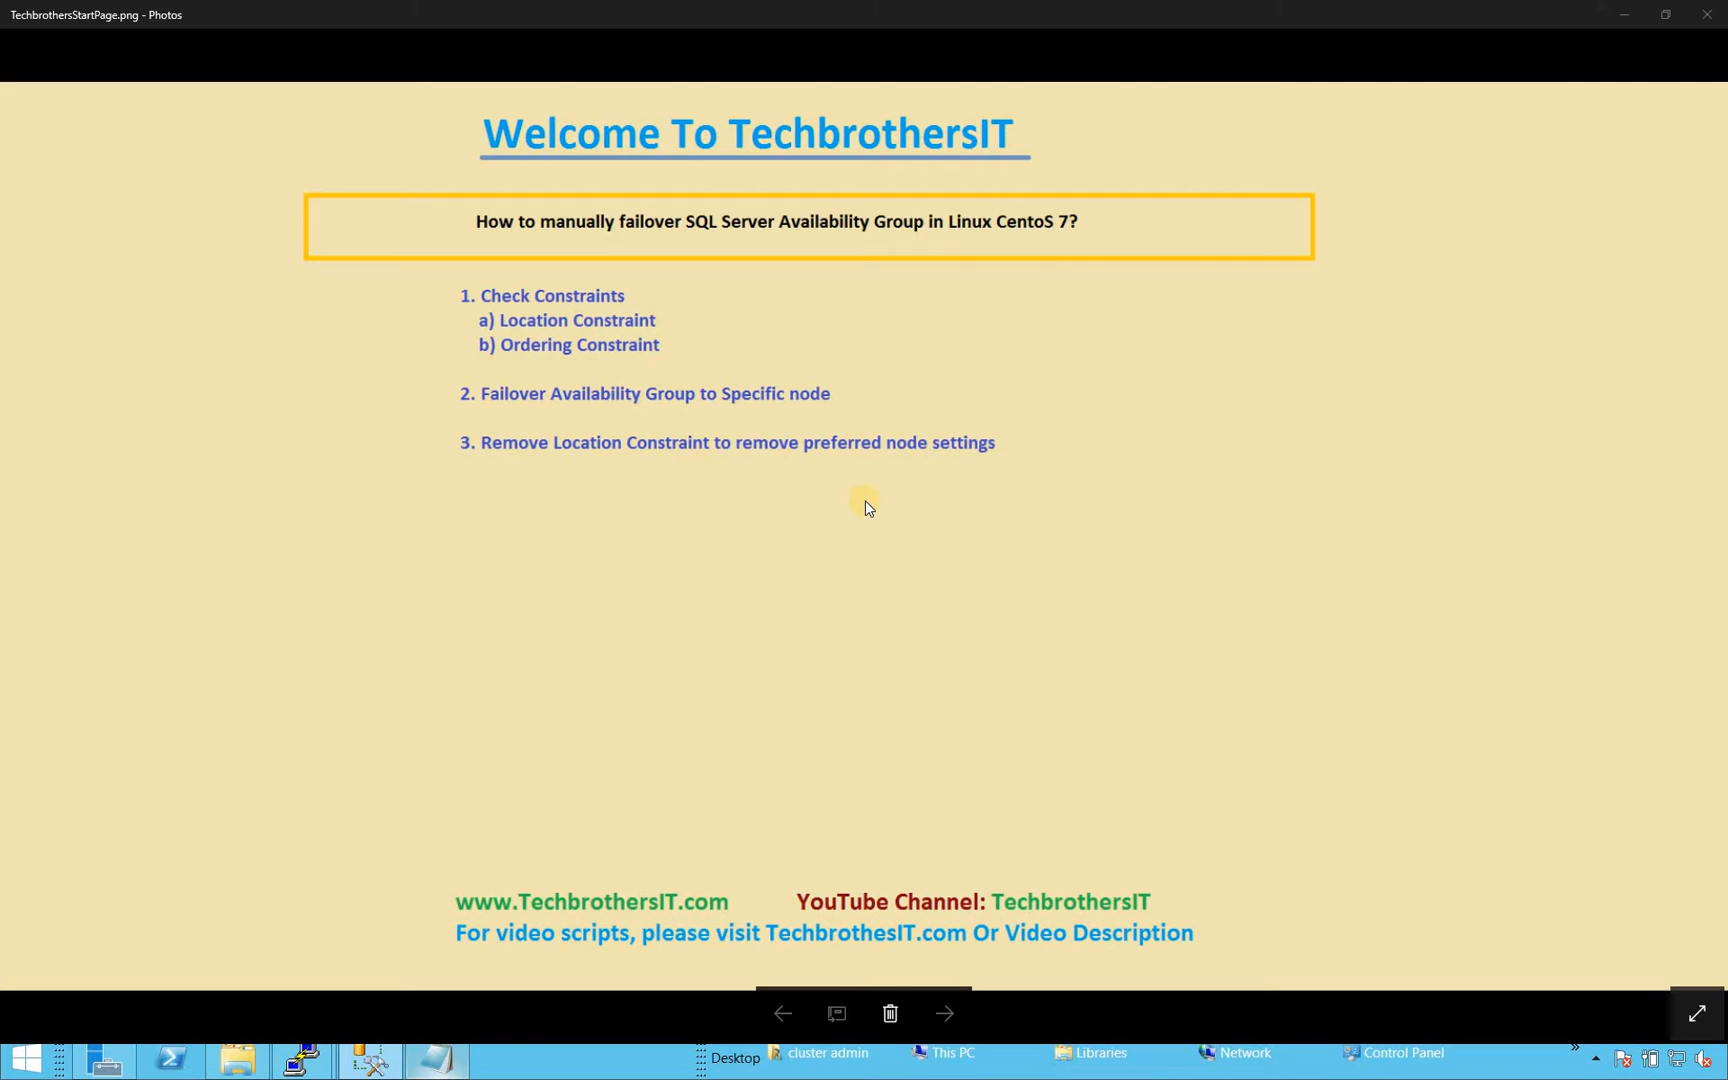 TechbrothersStartPage.png - Photos
Welcome To TechbrothersIT
How to manually failover SQL Server Availability Group in Linux CentoS 7?
1. Check Constraints
a) Location Constraint
b) Ordering Constraint
2. Failover Availability Group to Specific node
3. Remove Location Constraint to remove preferred node settings
www.TechbrothersIT.com YouTube Channel: TechbrothersIT
For video scripts, please visit TechbrothesIT.com Or Video Description
Desktop cluster admin This PC Libraries Network Control Panel